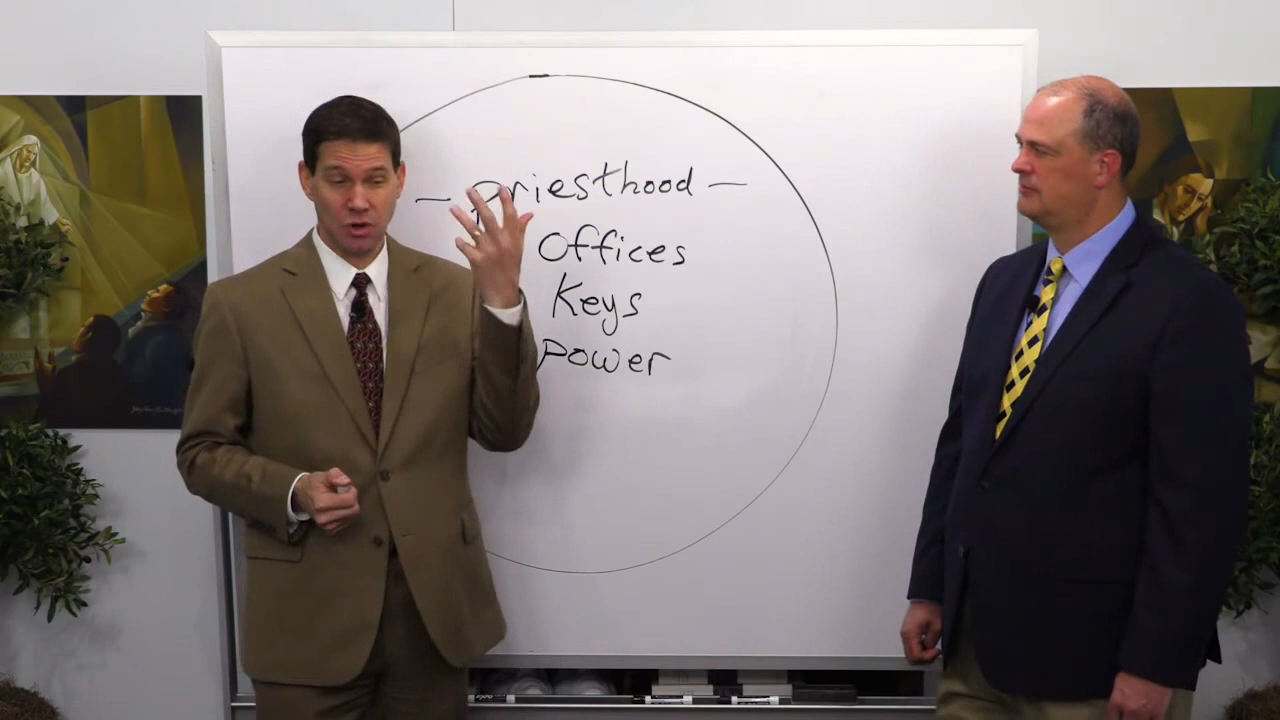 – Priesthood –
Offices
Keys
Power